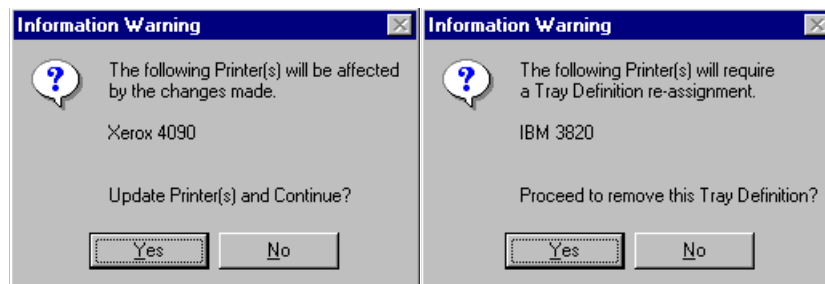 Information Warning
The following Printer(s) will be affected
by the changes made.
Xerox 4090
Update Printer(s) and Continue?
Yes
No
Information Warning
The following Printer(s) will require
a Tray Definition re-assignment.
IBM 3820
Proceed to remove this Tray Definition?
Yes
No